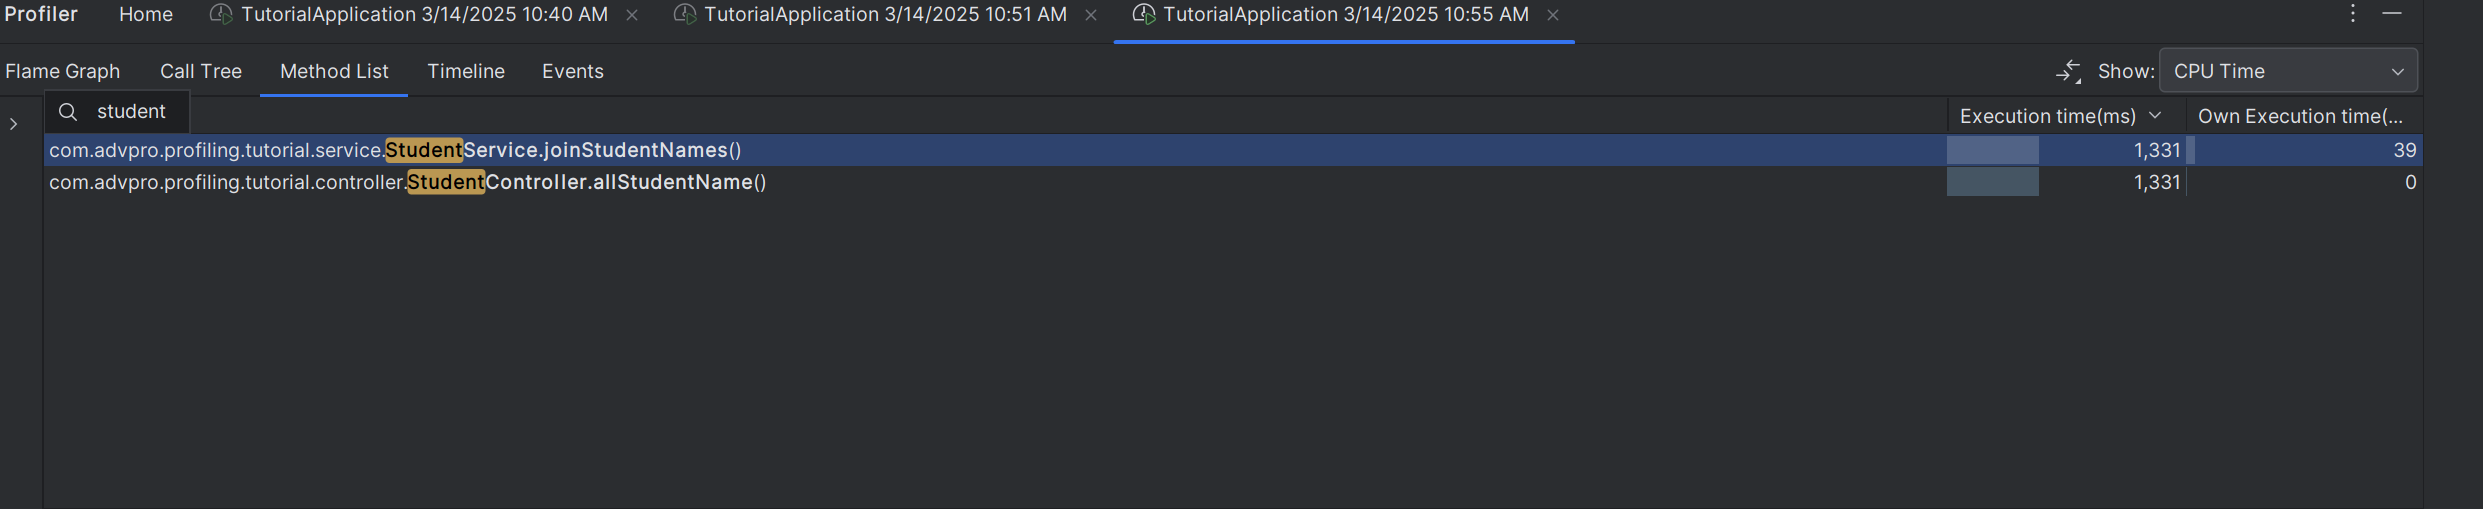 Profiler Home TutorialApplication 3/14/2025 10:40 AM TutorialApplication 3/14/2025 10:51 AM TutorialApplication 3/14/2025 10:55 AM
Flame Graph Call Tree Method List Timeline Events Show: CPU Time
student Execution time(ms) Own Execution time(...
com.advpro.profiling.tutorial.service.StudentService.joinStudentNames() 1,331 39
com.advpro.profiling.tutorial.controller.StudentController.allStudentName() 1,331 0